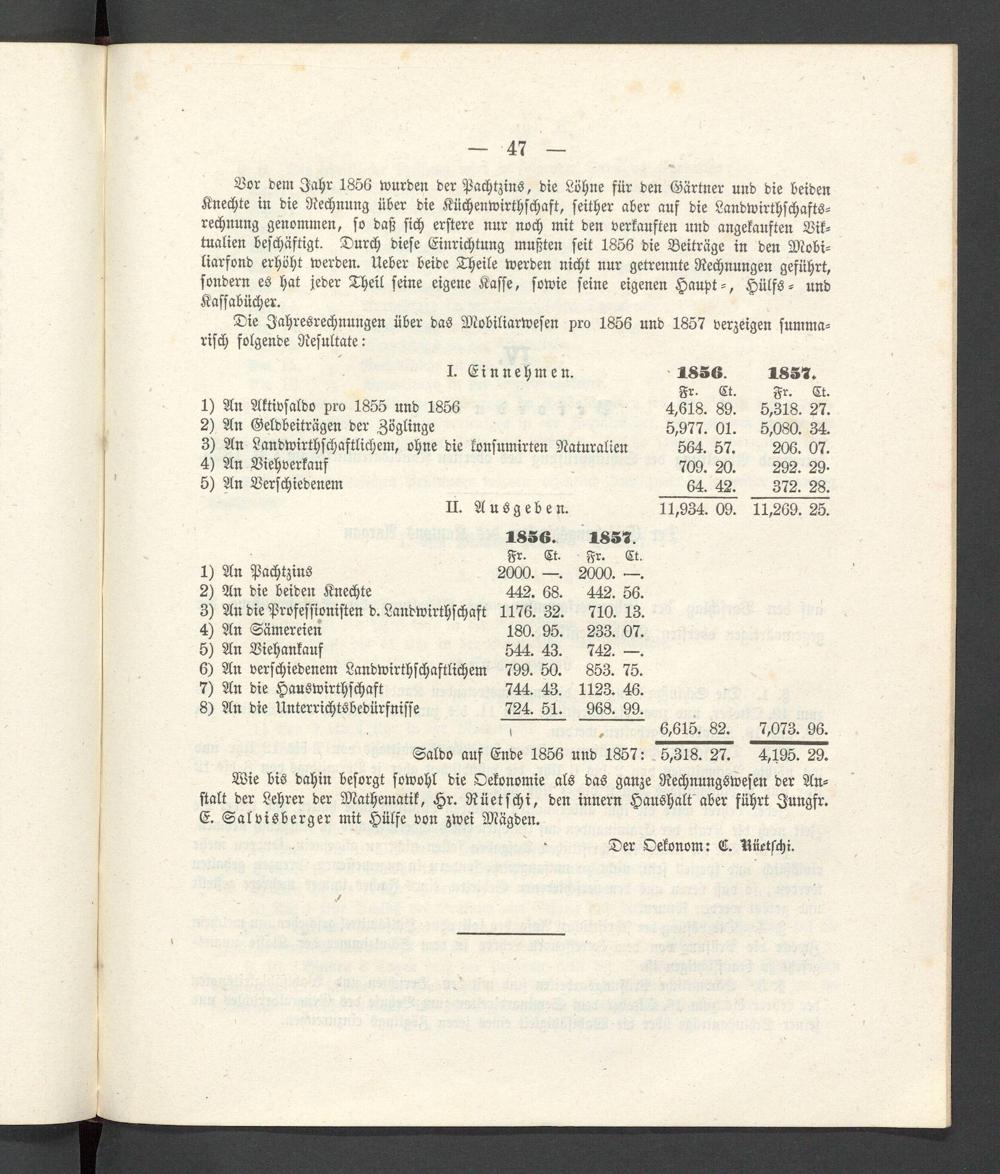 — 47 —
Vor dem Jahr 1856 wurden der Pachtzins, die Löhne für den Gärtner und die beiden
Knechte in die Rechnung über die Küchenwirthschaft, seither aber auf die Landwirthschafts-
rechnung genommen, so daß sich erstere nur noch mit den verkauften und angekauften Vik-
tualien beschäftigt. Durch diese Einrichtung mußten seit 1856 die Beiträge in den Mobi-
liarfond erhöht werden. Ueber beide Theile werden nicht nur getrennte Rechnungen geführt,
sondern es hat jeder Theil seine eigene Kasse, sowie seine eigenen Haupt-, Hülfs- und
Kassabücher.
Die Jahresrechnungen über das Mobiliarwesen pro 1856 und 1857 verzeigen summa-
risch folgende Resultate:
I. Einnehmen. 1856. 1857.
Fr. Ct. Fr. Ct.
1) An Aktivsaldo pro 1855 und 1856 4,618. 89. 5,318. 27.
2) An Geldbeiträgen der Zöglinge 5,977. 01. 5,080. 34.
3) An Landwirthschaftlichem, ohne die konsumirten Naturalien 564. 57. 206. 07.
4) An Viehverkauf 709. 20. 292. 29.
5) An Verschiedenem 64. 42. 372. 28.
II. Ausgeben. 11,934. 09. 11,269. 25.
1856. 1857.
Fr. Ct. Fr. Ct.
1) An Pachtzins 2000. —. 2000. —.
2) An die beiden Knechte 442. 68. 442. 56.
3) An die Professionisten d. Landwirthschaft 1176. 32. 710. 13.
4) An Sämereien 180. 95. 233. 07.
5) An Viehankauf 544. 43. 742. —.
6) An verschiedenem Landwirthschaftlichem 799. 50. 853. 75.
7) An die Hauswirthschaft 744. 43. 1123. 46.
8) An die Unterrichtsbedürfnisse 724. 51. 968. 99.
6,615. 82. 7,073. 96.
Saldo auf Ende 1856 und 1857: 5,318. 27. 4,195. 29.
Wie bis dahin besorgt sowohl die Oekonomie als das ganze Rechnungswesen der An-
stalt der Lehrer der Mathematik, Hr. Rüetschi, den innern Haushalt aber führt Jungfr.
E. Salvisberger mit Hülfe von zwei Mägden.
Der Oekonom: C. Rüetschi.